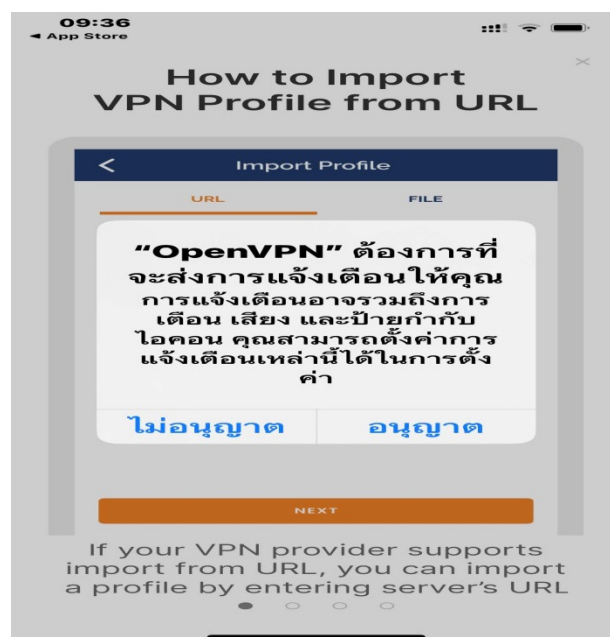 09:36
◄ App Store
How to Import
VPN Profile from URL
Import Profile
URL FILE
“OpenVPN” ต้องการที่
จะส่งการแจ้งเตือนให้คุณ
การแจ้งเตือนอาจรวมถึงการ
เตือน เสียง และป้ายกำกับ
ไอคอน คุณสามารถตั้งค่าการ
แจ้งเตือนเหล่านี้ได้ในการตั้ง
ค่า
ไม่อนุญาต อนุญาต
NEXT
If your VPN provider supports
import from URL, you can import
a profile by entering server’s URL